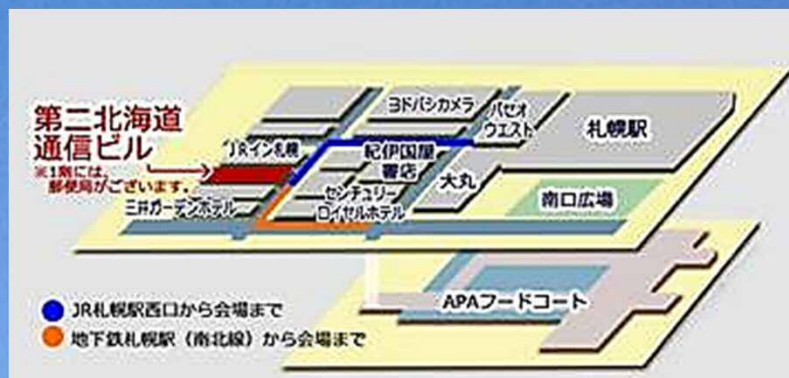 ヨドバシカメラ
パセオ
ウエスト
札幌駅
第二北海道
通信ビル
※1階には、
郵便局がございます。
JRイン札幌
紀伊国屋
書店
大丸
三井ガーデンホテル
センチュリー
ロイヤルホテル
南口広場
APAフードコート
JR札幌駅西口から会場まで
地下鉄札幌駅（南北線）から会場まで